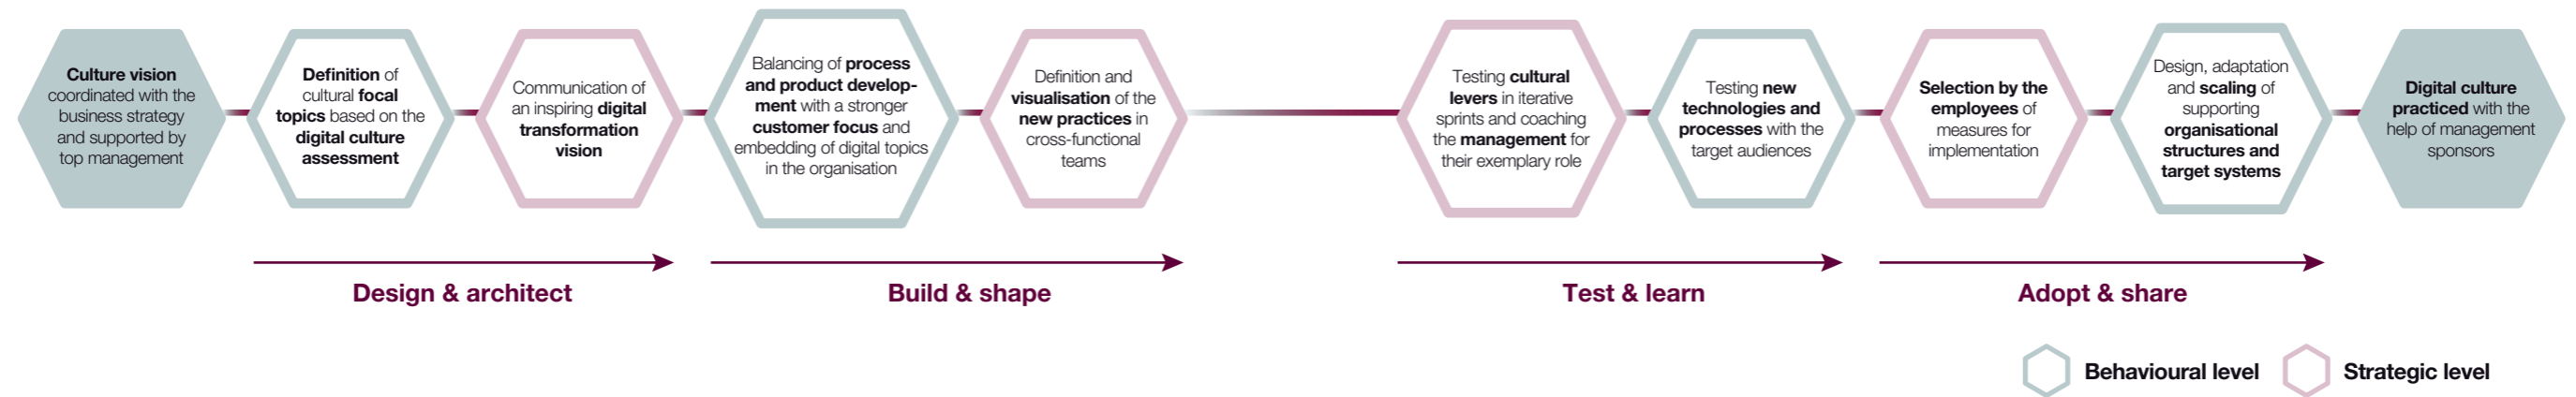 Culture vision
coordinated with the
business strategy
and supported by
top management
Definition of
cultural focal
topics based on the
digital culture
assessment
Communication of
an inspiring digital
transformation
vision
Balancing of process
and product develop-
ment with a stronger
customer focus and
embedding of digital topics
in the organisation
Definition and
visualisation of the
new practices in
cross-functional
teams
Testing cultural
levers in iterative
sprints and coaching
the management for
their exemplary role
Testing new
technologies and
processes with the
target audiences
Selection by the
employees of
measures for
implementation
Design, adaptation
and scaling of
supporting
organisational
structures and
target systems
Digital culture
practiced with the
help of management
sponsors
Design & architect
Build & shape
Test & learn
Adopt & share
Behavioural level
Strategic level